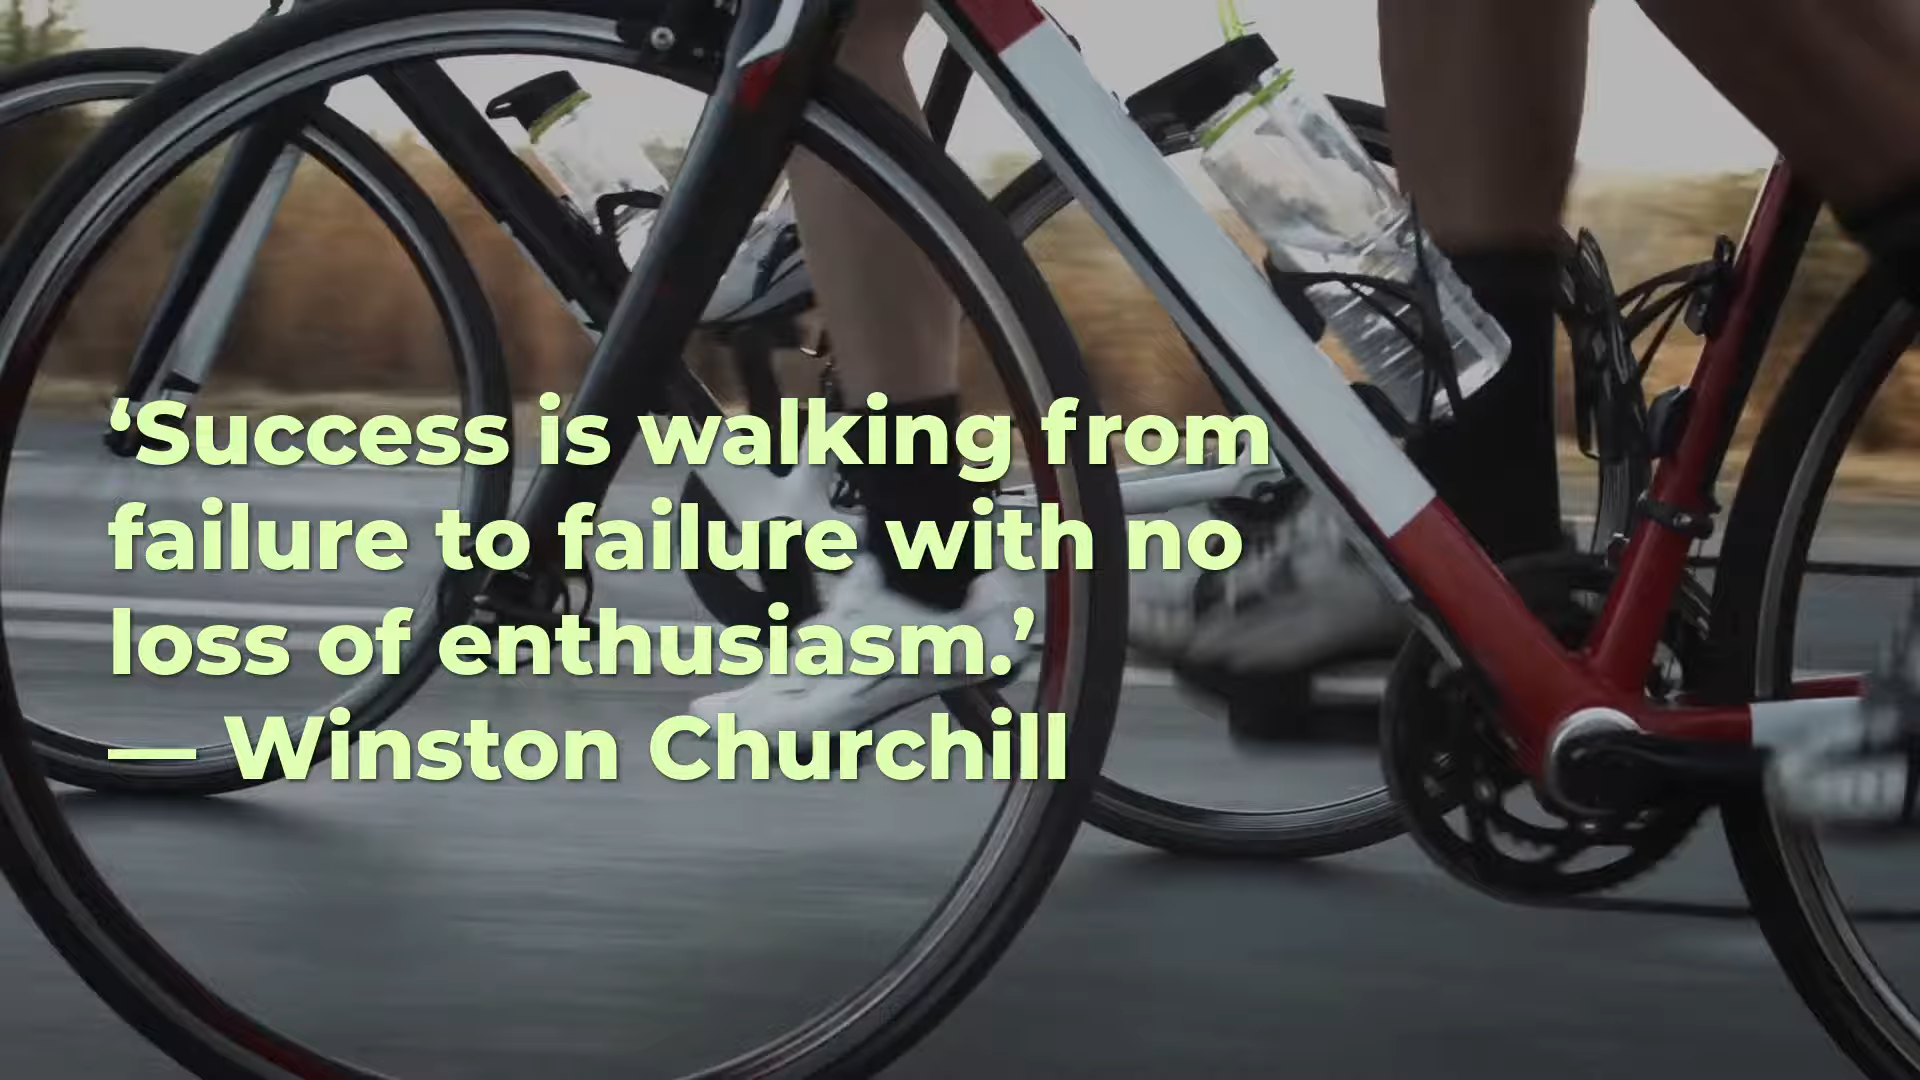 ‘Success is walking from
failure to failure with no
loss of enthusiasm.’
— Winston Churchill